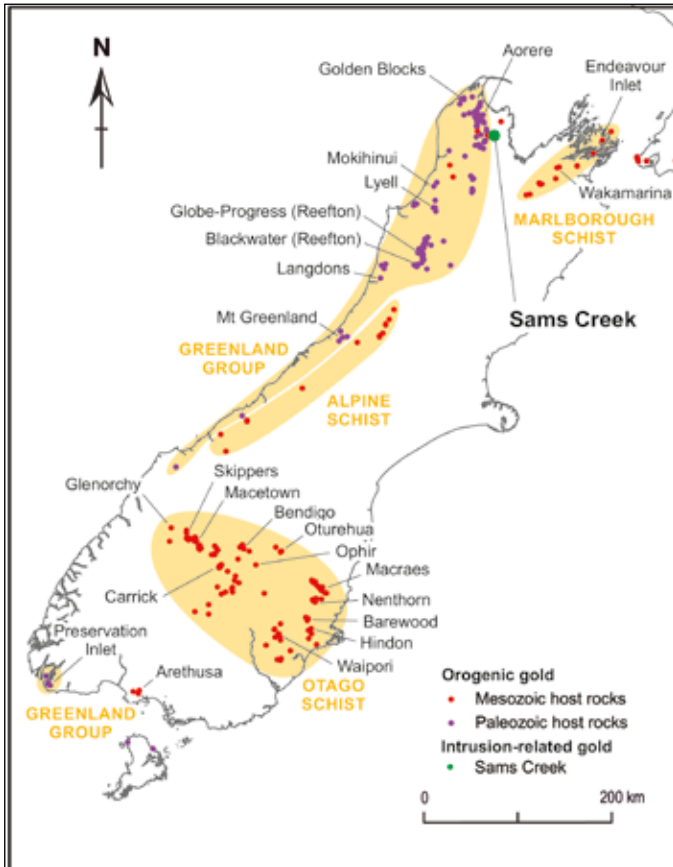 N
Golden Blocks
Aorere
Endeavour
Inlet
Mokihinui
Lyell
Wakamarina
Globe-Progress (Reefton)
MARLBOROUGH
SCHIST
Blackwater (Reefton)
Langdons
Sams Creek
Mt Greenland
GREENLAND
GROUP
ALPINE
SCHIST
Skippers
Glenorchy
Macetown
Bendigo
Oturehua
Ophir
Macraes
Carrick
Nenthorn
Barewood
Preservation
Inlet
Hindon
Arethusa
Waipori
OTAGO
SCHIST
GREENLAND
GROUP
Orogenic gold
Mesozoic host rocks
Paleozoic host rocks
Intrusion-related gold
Sams Creek
0
200 km